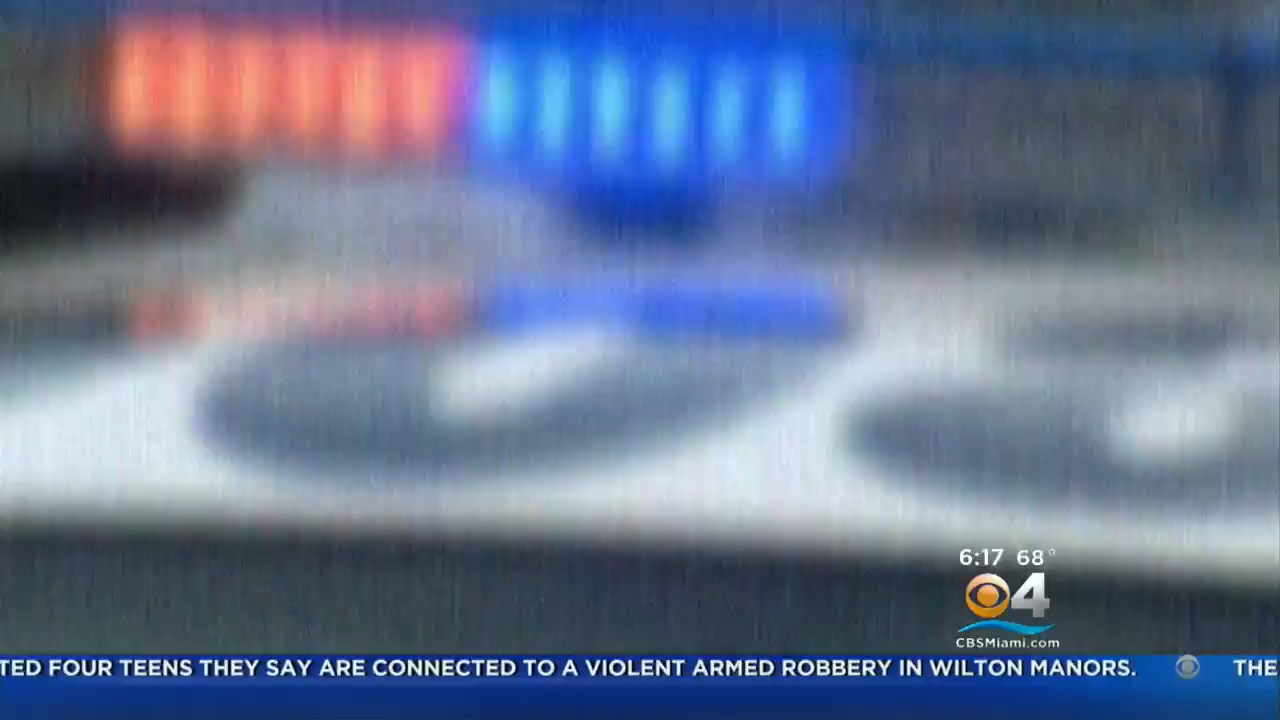 6:17 68°
4
CBSMiami.com
TED FOUR TEENS THEY SAY ARE CONNECTED TO A VIOLENT ARMED ROBBERY IN WILTON MANORS. THE